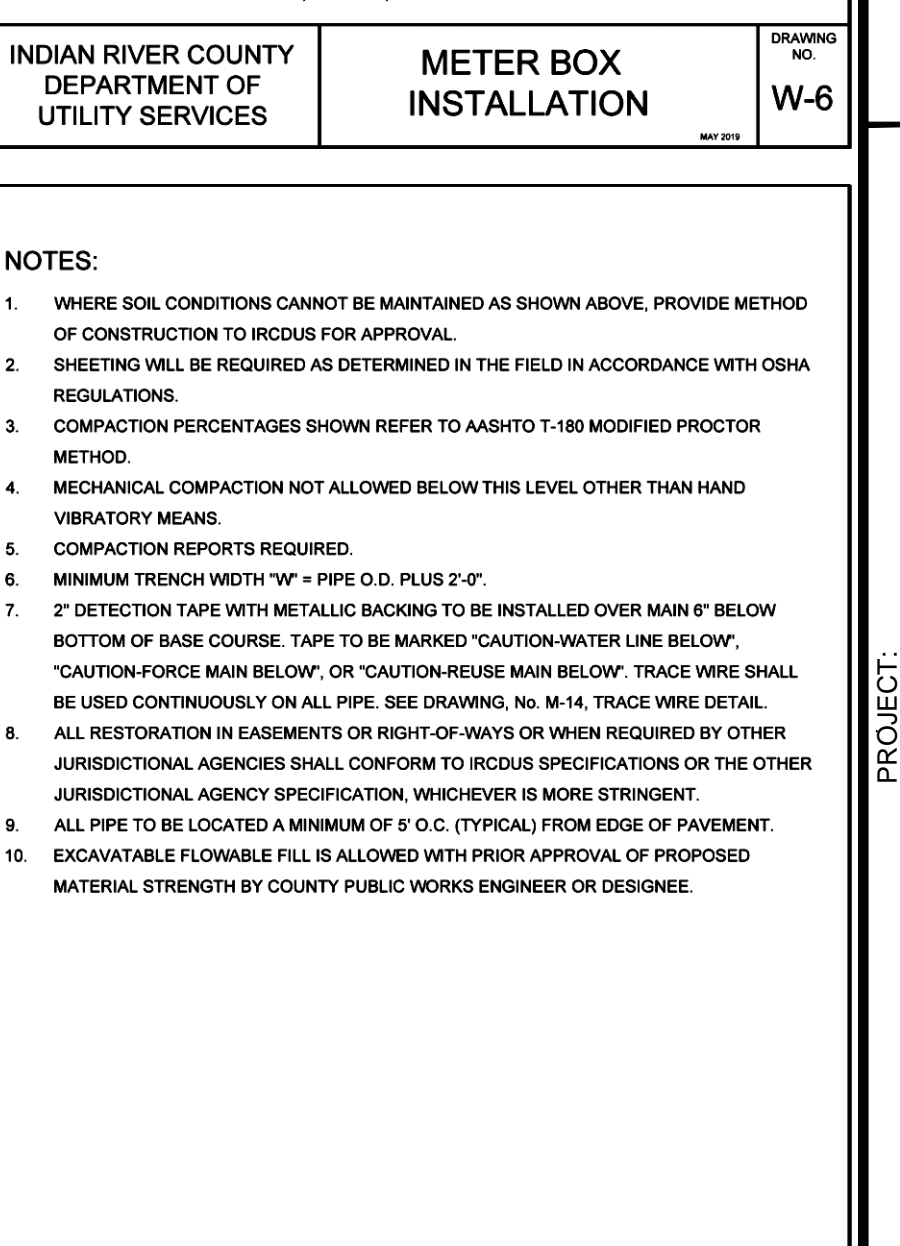 INDIAN RIVER COUNTY
DEPARTMENT OF
UTILITY SERVICES
METER BOX
INSTALLATION
MAY 2019
DRAWING
NO.
W-6
NOTES:
1. WHERE SOIL CONDITIONS CANNOT BE MAINTAINED AS SHOWN ABOVE, PROVIDE METHOD
OF CONSTRUCTION TO IRCDUS FOR APPROVAL.
2. SHEETING WILL BE REQUIRED AS DETERMINED IN THE FIELD IN ACCORDANCE WITH OSHA
REGULATIONS.
3. COMPACTION PERCENTAGES SHOWN REFER TO AASHTO T-180 MODIFIED PROCTOR
METHOD.
4. MECHANICAL COMPACTION NOT ALLOWED BELOW THIS LEVEL OTHER THAN HAND
VIBRATORY MEANS.
5. COMPACTION REPORTS REQUIRED.
6. MINIMUM TRENCH WIDTH "W" = PIPE O.D. PLUS 2'-0".
7. 2" DETECTION TAPE WITH METALLIC BACKING TO BE INSTALLED OVER MAIN 6" BELOW
BOTTOM OF BASE COURSE. TAPE TO BE MARKED "CAUTION-WATER LINE BELOW",
"CAUTION-FORCE MAIN BELOW", OR "CAUTION-REUSE MAIN BELOW". TRACE WIRE SHALL
BE USED CONTINUOUSLY ON ALL PIPE. SEE DRAWING, No. M-14, TRACE WIRE DETAIL.
8. ALL RESTORATION IN EASEMENTS OR RIGHT-OF-WAYS OR WHEN REQUIRED BY OTHER
JURISDICTIONAL AGENCIES SHALL CONFORM TO IRCDUS SPECIFICATIONS OR THE OTHER
JURISDICTIONAL AGENCY SPECIFICATION, WHICHEVER IS MORE STRINGENT.
9. ALL PIPE TO BE LOCATED A MINIMUM OF 5' O.C. (TYPICAL) FROM EDGE OF PAVEMENT.
10. EXCAVATABLE FLOWABLE FILL IS ALLOWED WITH PRIOR APPROVAL OF PROPOSED
MATERIAL STRENGTH BY COUNTY PUBLIC WORKS ENGINEER OR DESIGNEE.
PROJECT: